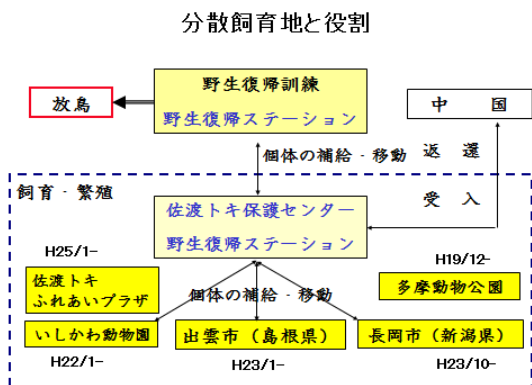 分散飼育地と役割
野生復帰訓練
野生復帰ステーション
放鳥
中 国
個体の補給・移動
返 還
飼育・繁殖
受 入
佐渡トキ保護センター
野生復帰ステーション
H25/1-
H19/12-
佐渡トキ
ふれあいプラザ
個体の補給・移動
多摩動物公園
いしかわ動物園
出雲市（島根県）
長岡市（新潟県）
H22/1-
H23/1-
H23/10-